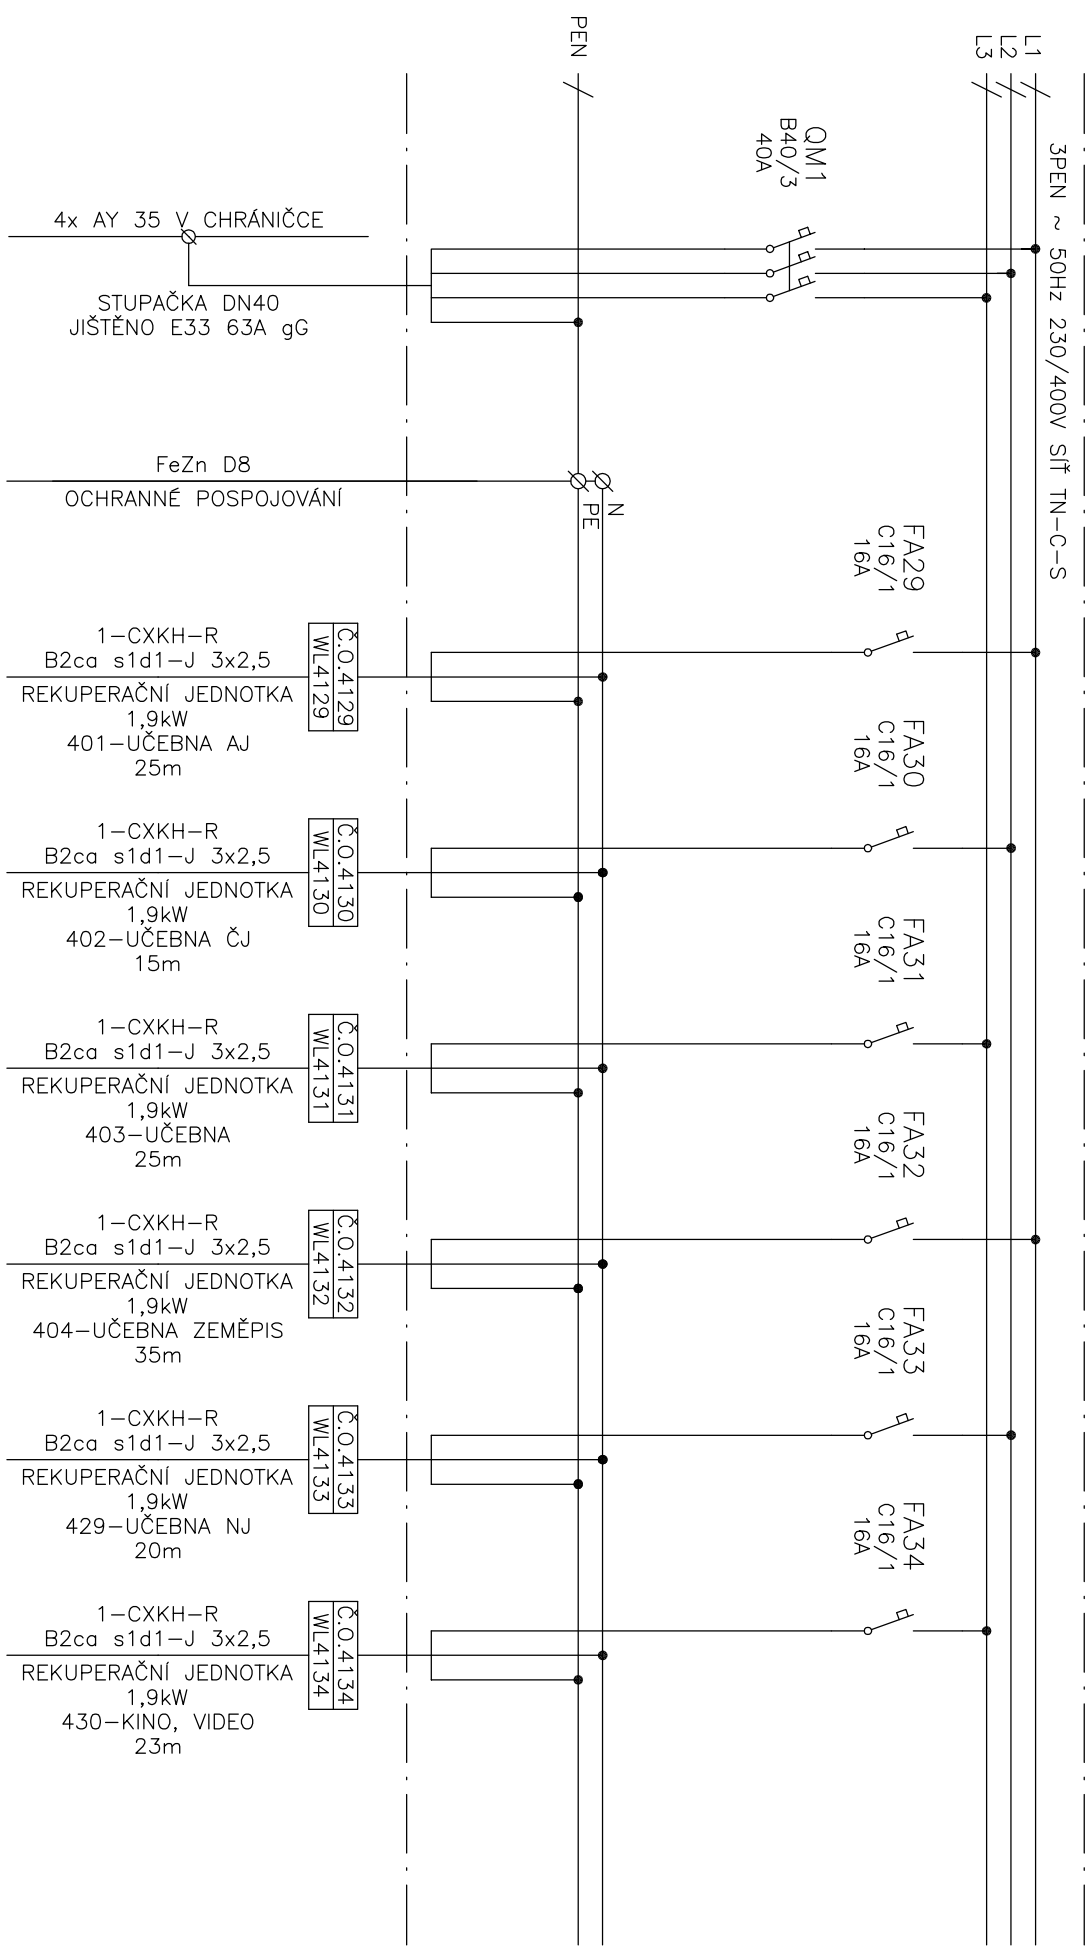 PEN
L1
L2
L3
3PEN ~ 50Hz 230/400V SÍŤ TN-C-S
QM1
B40/3
40A
4x AY 35 V CHRÁNIČCE
STUPAČKA DN40
JIŠTĚNO E33 63A gG
FeZn D8
OCHRANNÉ POSPOJOVÁNÍ
N
PE
FA29
C16/1
16A
1-CXKH-R
B2ca s1d1-J 3x2,5
REKUPERAČNÍ JEDNOTKA
1,9kW
401-UČEBNA AJ
25m
Č.O.4129
WL4129
FA30
C16/1
16A
1-CXKH-R
B2ca s1d1-J 3x2,5
REKUPERAČNÍ JEDNOTKA
1,9kW
402-UČEBNA ČJ
15m
Č.O.4130
WL4130
FA31
C16/1
16A
1-CXKH-R
B2ca s1d1-J 3x2,5
REKUPERAČNÍ JEDNOTKA
1,9kW
403-UČEBNA
25m
Č.O.4131
WL4131
FA32
C16/1
16A
1-CXKH-R
B2ca s1d1-J 3x2,5
REKUPERAČNÍ JEDNOTKA
1,9kW
404-UČEBNA ZEMĚPIS
35m
Č.O.4132
WL4132
FA33
C16/1
16A
1-CXKH-R
B2ca s1d1-J 3x2,5
REKUPERAČNÍ JEDNOTKA
1,9kW
429-UČEBNA NJ
20m
Č.O.4133
WL4133
FA34
C16/1
16A
1-CXKH-R
B2ca s1d1-J 3x2,5
REKUPERAČNÍ JEDNOTKA
1,9kW
430-KINO, VIDEO
23m
Č.O.4134
WL4134